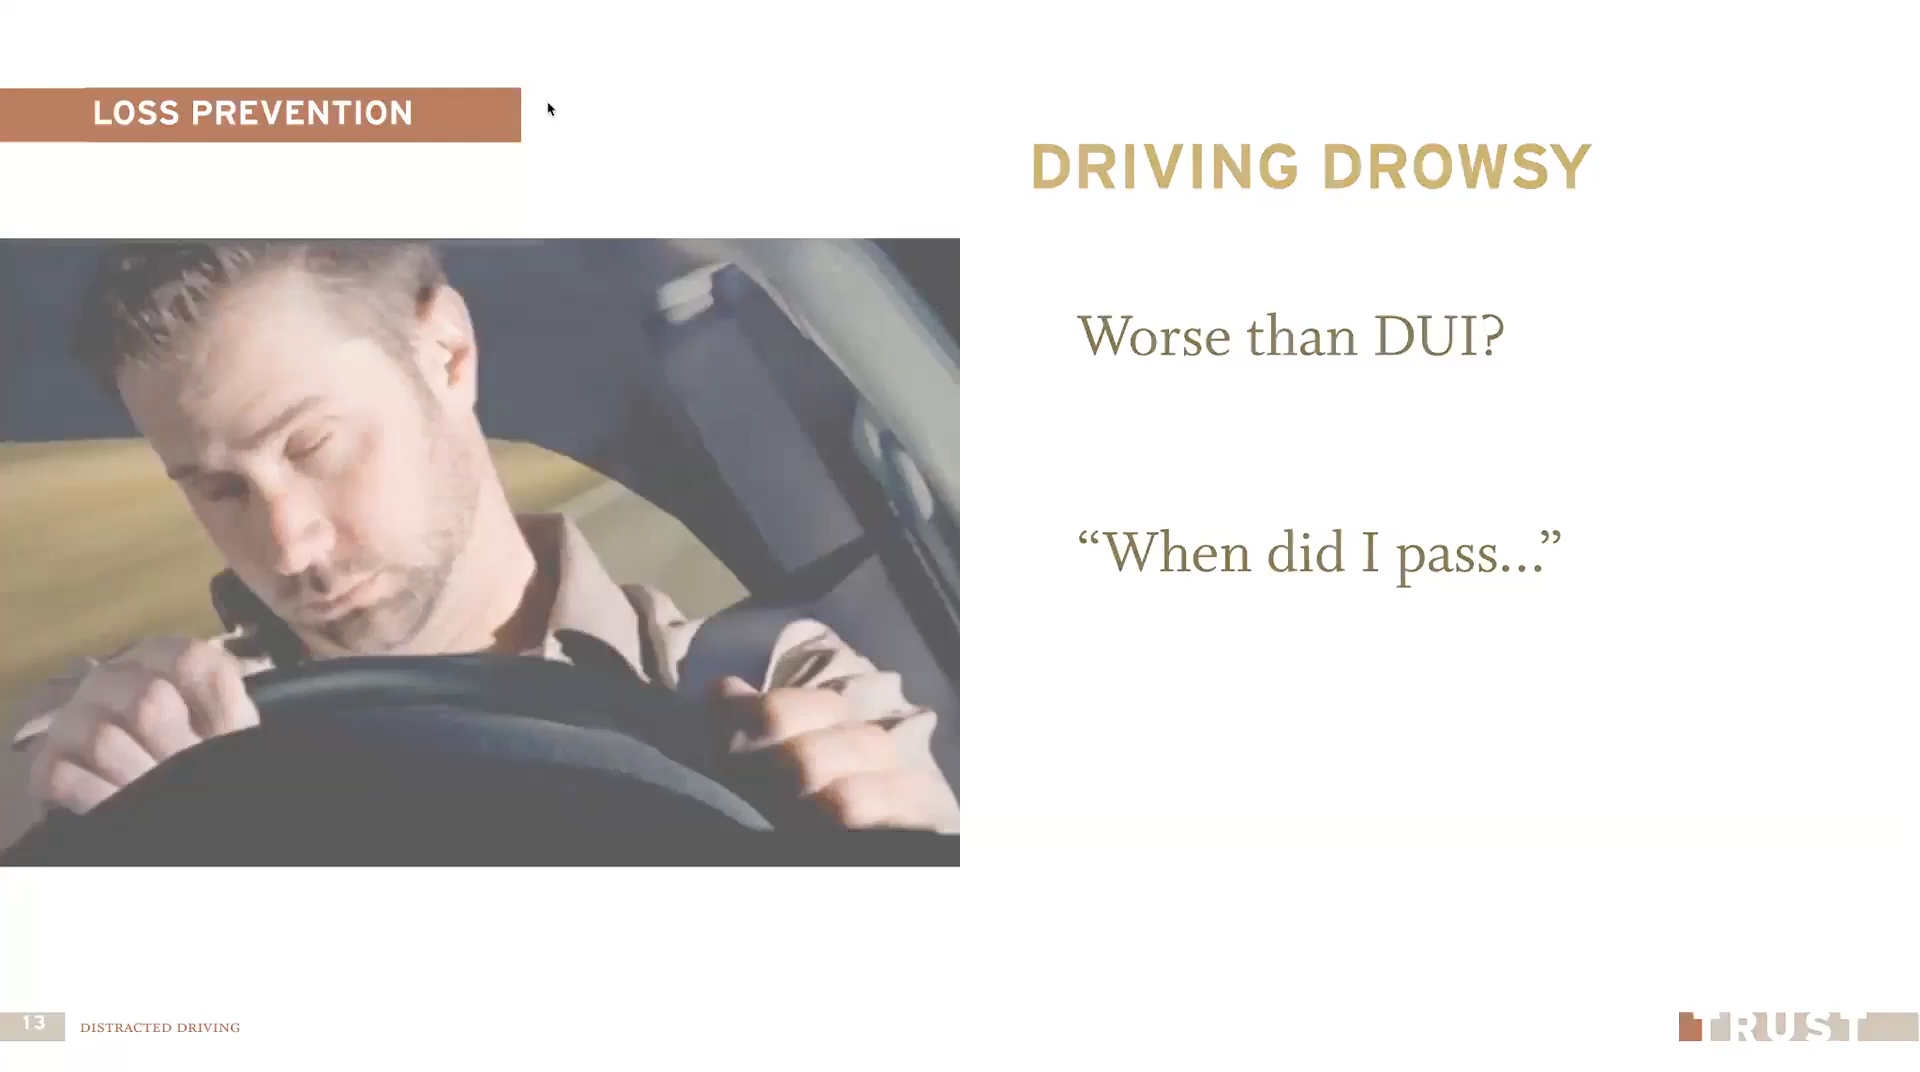 LOSS PREVENTION
DRIVING DROWSY
Worse than DUI?
“When did I pass...”
13
DISTRACTED DRIVING
TRUST